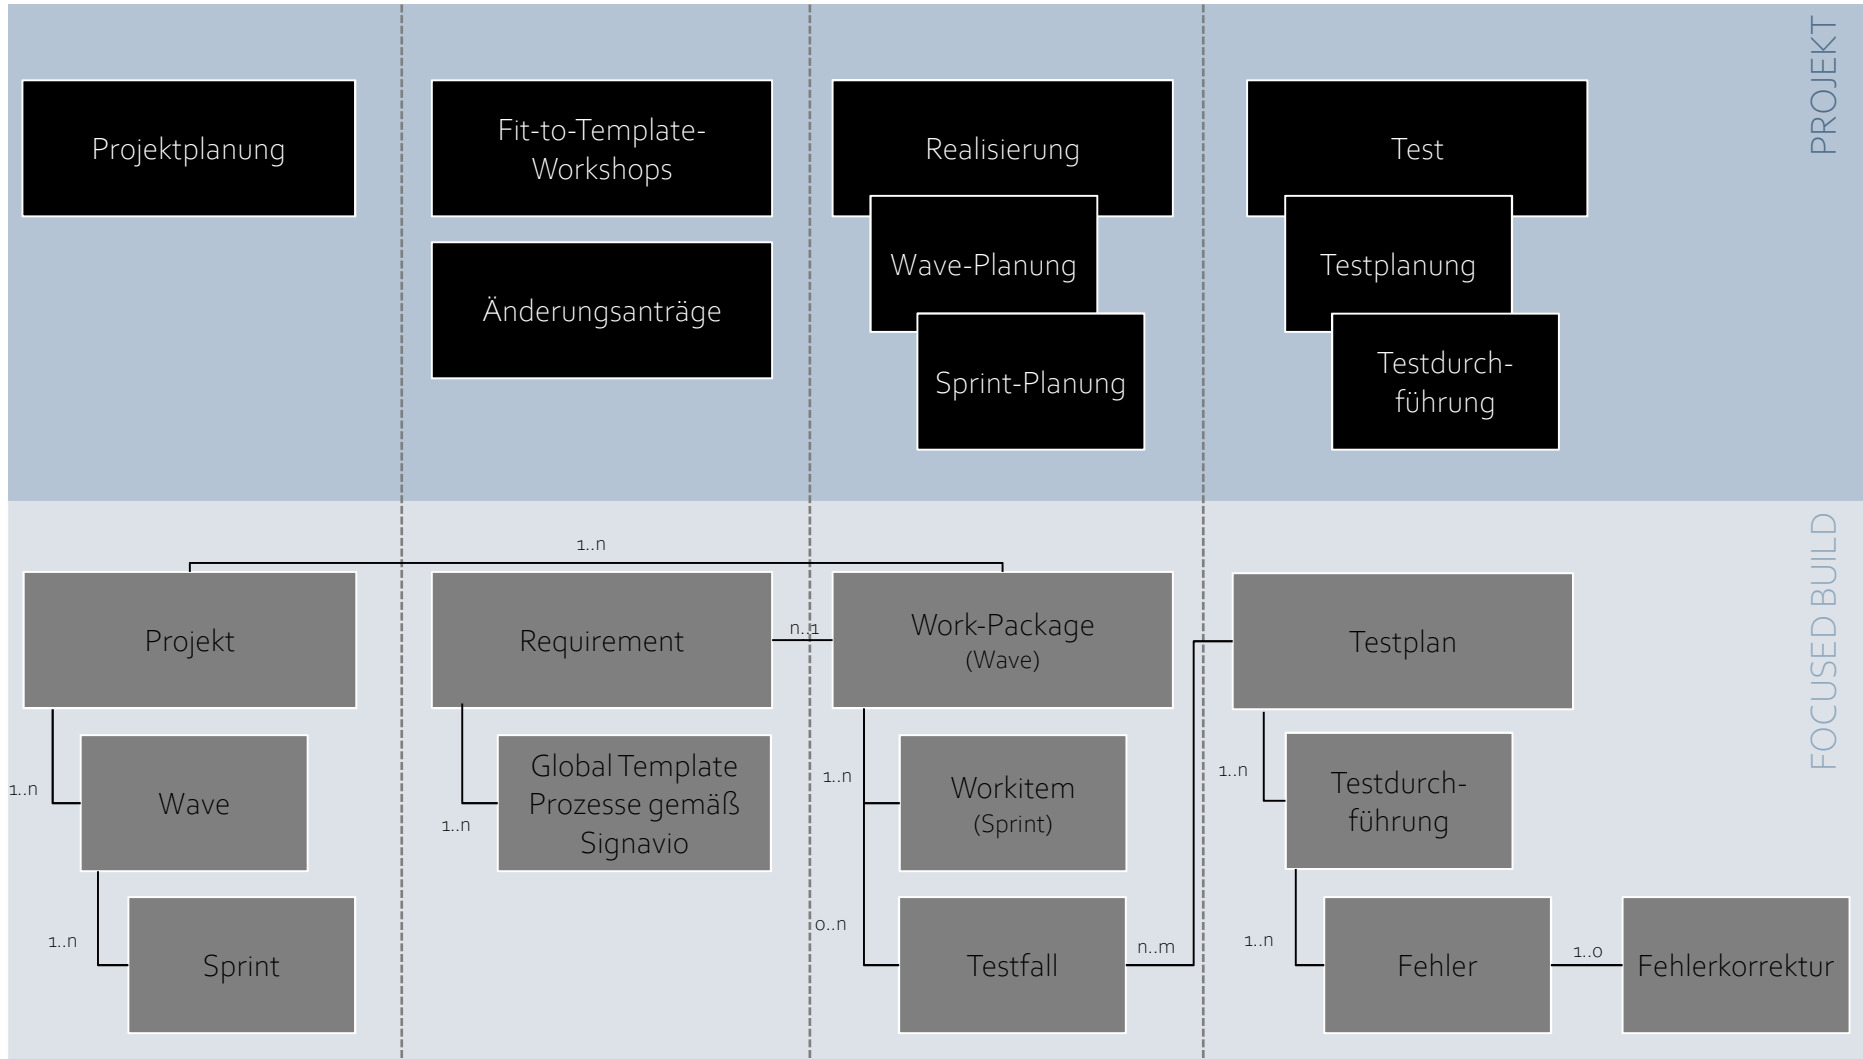 PROJEKT
Projektplanung
Fit-to-Template-
Workshops
Änderungsanträge
Realisierung
Wave-Planung
Sprint-Planung
Test
Testplanung
Testdurch-
führung
FOCUSED BUILD
1..n
Projekt
1..n
Wave
1..n
Sprint
Requirement
n..1
1..n
Global Template
Prozesse gemäß
Signavio
Work-Package
(Wave)
1..n
Workitem
(Sprint)
0..n
Testfall
n..m
Testplan
1..n
Testdurch-
führung
1..n
Fehler
1..0
Fehlerkorrektur